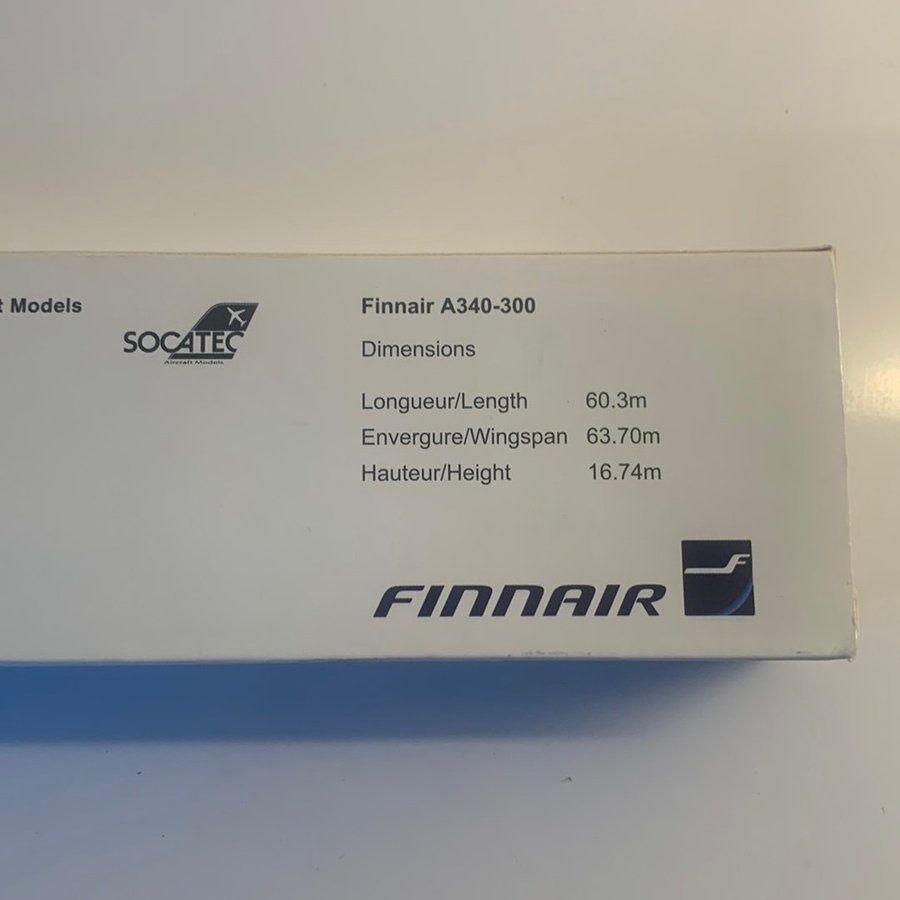 t Models
SOCATEC
Aircraft Models
Finnair A340-300
Dimensions
Longueur/Length 60.3m
Envergure/Wingspan 63.70m
Hauteur/Height 16.74m
FINNAIR
F